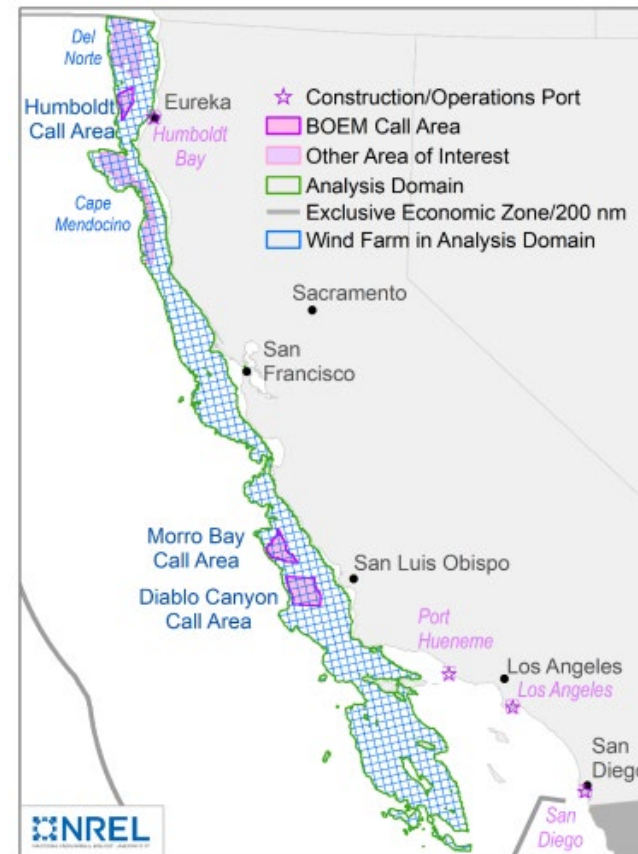 Del
Norte
Humboldt
Call Area
Eureka
Humboldt
Bay
Cape
Mendocino
Construction/Operations Port
BOEM Call Area
Other Area of Interest
Analysis Domain
Exclusive Economic Zone/200 nm
Wind Farm in Analysis Domain
Sacramento
San
Francisco
Morro Bay
Call Area
San Luis Obispo
Diablo Canyon
Call Area
Port
Hueneme
Los Angeles
Los Angeles
San
Diego
San
Diego
NREL